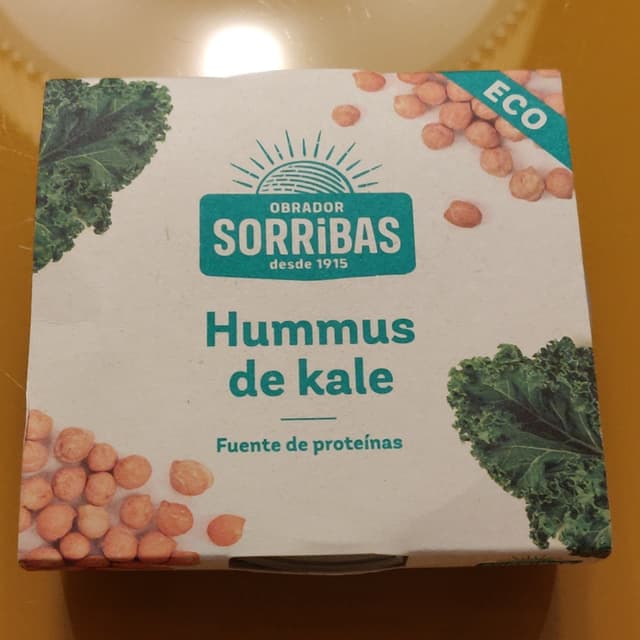 ECO
OBRADOR
SORRiBAS
desde 1915
Hummus
de kale
Fuente de proteínas